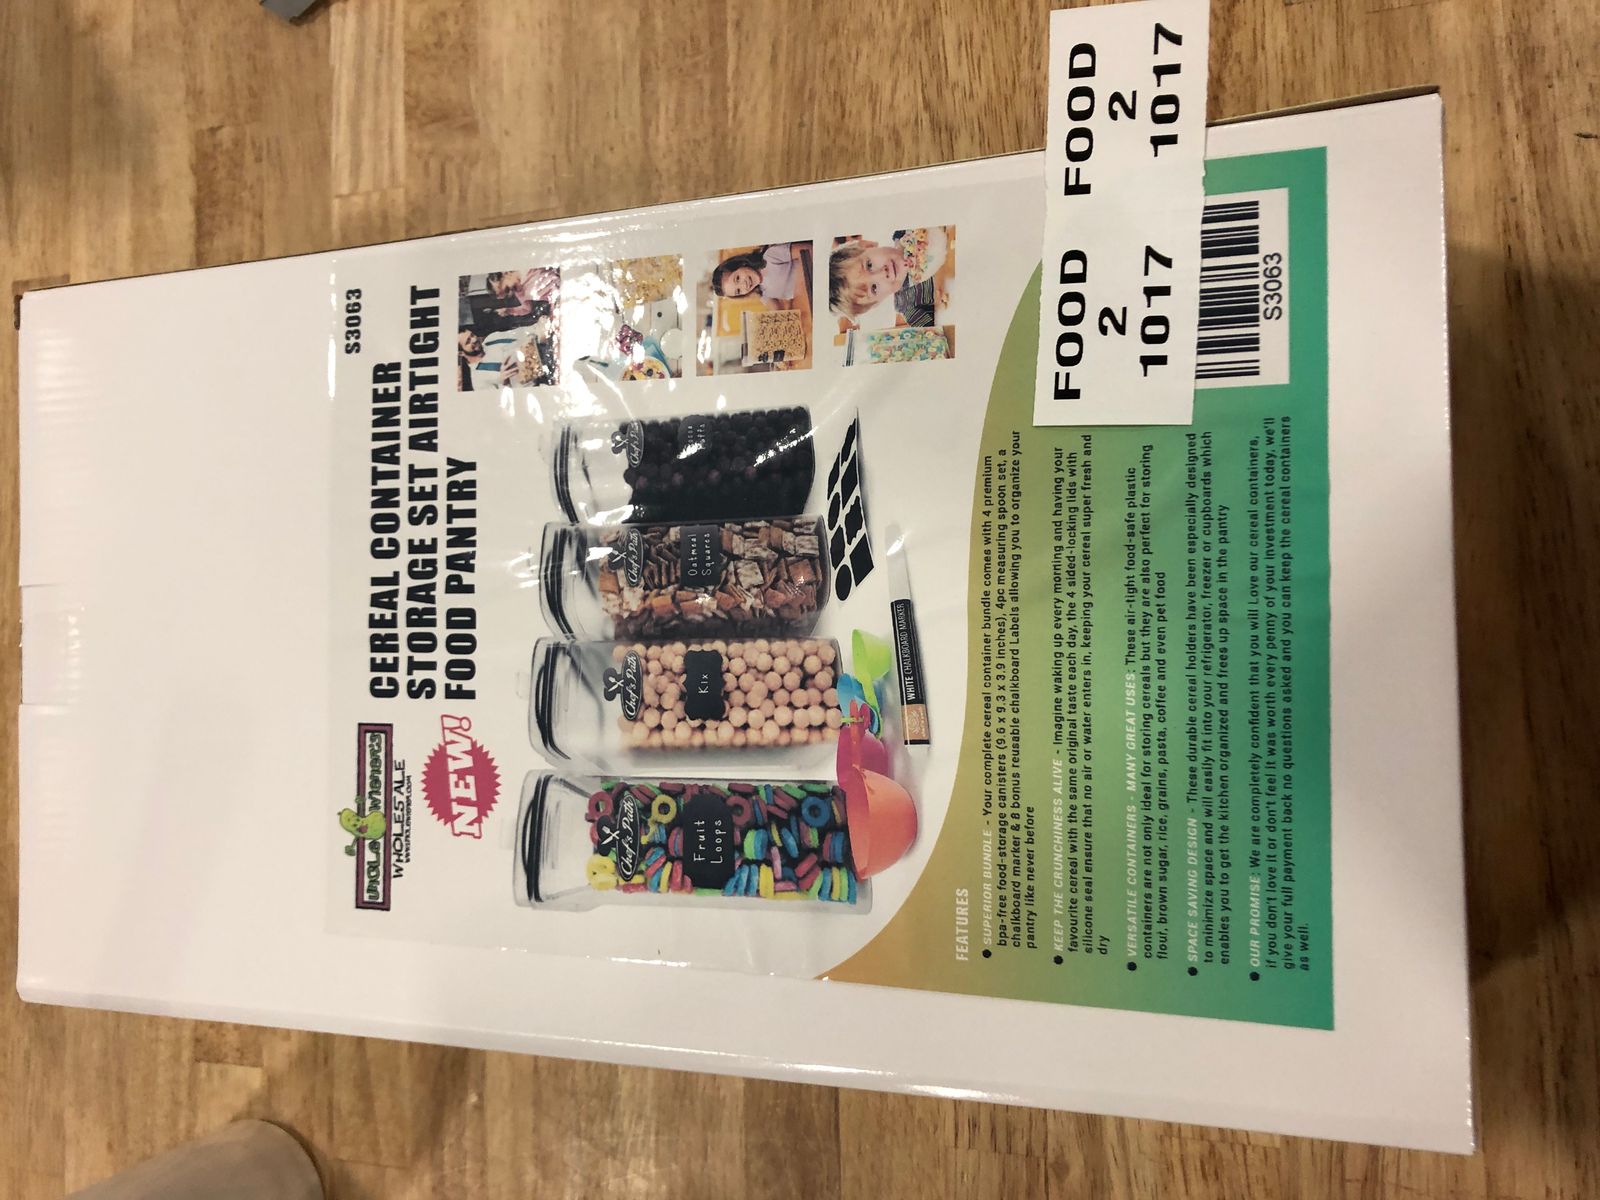 Uncle Wiener's
WHOLESALE
S3063
CEREAL CONTAINER
STORAGE SET AIRTIGHT
NEW! FOOD PANTRY
Chef's Path
Fruit
Loops
Chef's Path
Kix
Chef's Path
Oatmeal
Squares
Chef's Path
WHITE CHALKBOARD MARKER
FEATURES
● SUPERIOR BUNDLE - Your complete cereal container bundle comes with 4 premium
bpa-free food-storage canisters (9.6 x 9.3 x 3.9 inches), 4pc measuring spoon set, a
chalkboard marker & 8 bonus reusable chalkboard Labels allowing you to organize your
pantry like never before
● KEEP THE CRUNCHINESS ALIVE - Imagine waking up every morning and having your
favourite cereal with the same original taste each day, the 4 sided-locking lids with
silicone seal ensure that no air or water enters in, keeping your cereal super fresh and
dry
● VERSATILE CONTAINERS - MANY GREAT USES: These air-tight food-safe plastic
containers are not only ideal for storing cereals but they are also perfect for storing
flour, brown sugar, rice, grains, pasta, coffee and even pet food
● SPACE SAVING DESIGN - These durable cereal holders have been especially designed
to minimize space and will easily fit into your refrigerator, freezer or cupboards which
enables you to get the kitchen organized and frees up space in the pantry
● OUR PROMISE: We are completely confident that you will Love our cereal containers,
if you don't love it or don't feel it was worth every penny of your investment today, we'll
give your full payment back no questions asked and you can keep the cereal containers
as well.
FOOD FOOD
2 2
1017 1017
S3063